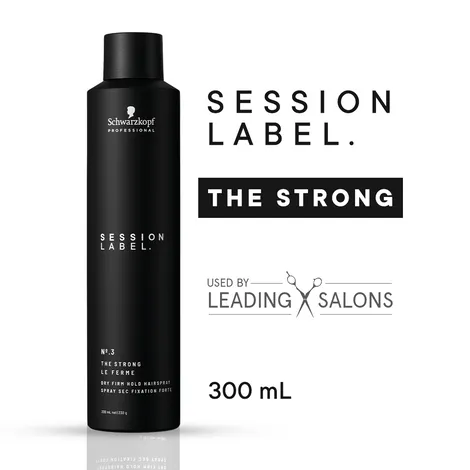 Schwarzkopf
PROFESSIONAL
SESSION
LABEL.
Nº.3
THE STRONG
LE FERME
DRY FIRM HOLD HAIRSPRAY
SPRAY SEC FIXATION FORTE
SESSION
LABEL.
THE STRONG
USED BY
LEADING SALONS
300 mL